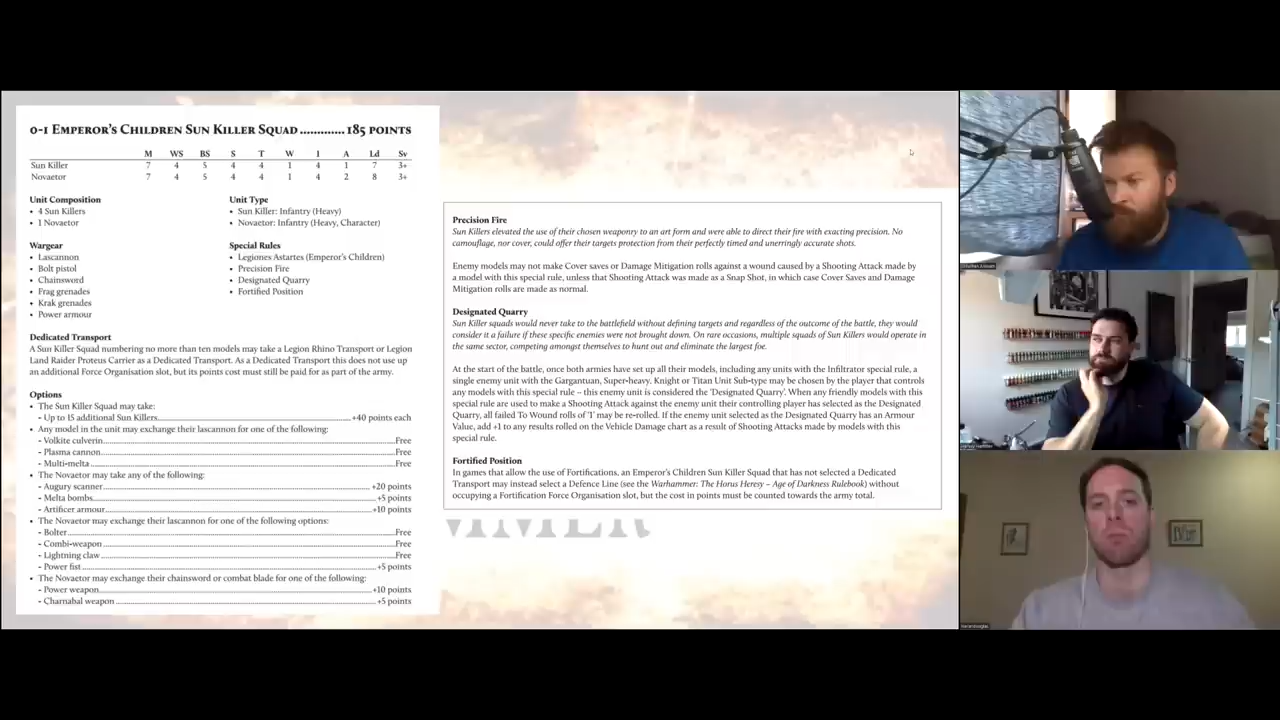 0-1 Emperor's Children Sun Killer Squad ............ 185 points
M WS BS S T W I A Ld Sv
Sun Killer 7 4 5 4 4 1 4 1 7 3+
Novaetor 7 4 5 4 4 1 4 2 8 3+
Unit Composition
• 4 Sun Killers
• 1 Novaetor
Unit Type
• Sun Killer: Infantry (Heavy)
• Novaetor: Infantry (Heavy, Character)
Wargear
• Lascannon
• Bolt pistol
• Chainsword
• Frag grenades
• Krak grenades
• Power armour
Special Rules
• Legiones Astartes (Emperor's Children)
• Precision Fire
• Designated Quarry
• Fortified Position
Dedicated Transport
A Sun Killer Squad numbering no more than ten models may take a Legion Rhino Transport or Legion
Land Raider Proteus Carrier as a Dedicated Transport. As a Dedicated Transport this does not use up
an additional Force Organisation slot, but its points cost must still be paid for as part of the army.
Options
• The Sun Killer Squad may take:
- Up to 15 additional Sun Killers............+40 points each
• Any model in the unit may exchange their lascannon for one of the following:
- Volkite culverin............Free
- Plasma cannon............Free
- Multi-melta............Free
• The Novaetor may take any of the following:
- Augury scanner............+20 points
- Melta bombs............+5 points
- Artificer armour............+10 points
• The Novaetor may exchange their lascannon for one of the following options:
- Bolter............Free
- Combi-weapon............Free
- Lightning claw............Free
- Power fist............+5 points
• The Novaetor may exchange their chainsword or combat blade for one of the following:
- Power weapon............+10 points
- Charnabal weapon............+5 points
Precision Fire
Sun Killers elevated the use of their chosen weaponry to an art form and were able to direct their fire with exacting precision. No
camouflage, nor cover, could offer their targets protection from their perfectly timed and unerringly accurate shots.
Enemy models may not make Cover saves or Damage Mitigation rolls against a wound caused by a Shooting Attack made by
a model with this special rule, unless that Shooting Attack was made as a Snap Shot, in which case Cover Saves and Damage
Mitigation rolls are made as normal.
Designated Quarry
Sun Killer squads would never take to the battlefield without defining targets and regardless of the outcome of the battle, they would
consider it a failure if these specific enemies were not brought down. On rare occasions, multiple squads of Sun Killers would operate in
the same sector, competing amongst themselves to hunt out and eliminate the largest foe.
At the start of the battle, once both armies have set up all their models, including any units with the Infiltrator special rule, a
single enemy unit with the Gargantuan, Super-heavy, Knight or Titan Unit Sub-type may be chosen by the player that controls
any models with this special rule – this enemy unit is considered the 'Designated Quarry'. When any friendly models with this
special rule are used to make a Shooting Attack against the enemy unit their controlling player has selected as the Designated
Quarry, all failed To Wound rolls of '1' may be re-rolled. If the enemy unit selected as the Designated Quarry has an Armour
Value, add +1 to any results rolled on the Vehicle Damage chart as a result of Shooting Attacks made by models with this
special rule.
Fortified Position
In games that allow the use of Fortifications, an Emperor's Children Sun Killer Squad that has not selected a Dedicated
Transport may instead select a Defence Line (see the Warhammer: The Horus Heresy – Age of Darkness Rulebook) without
occupying a Fortification Force Organisation slot, but the cost in points must be counted towards the army total.